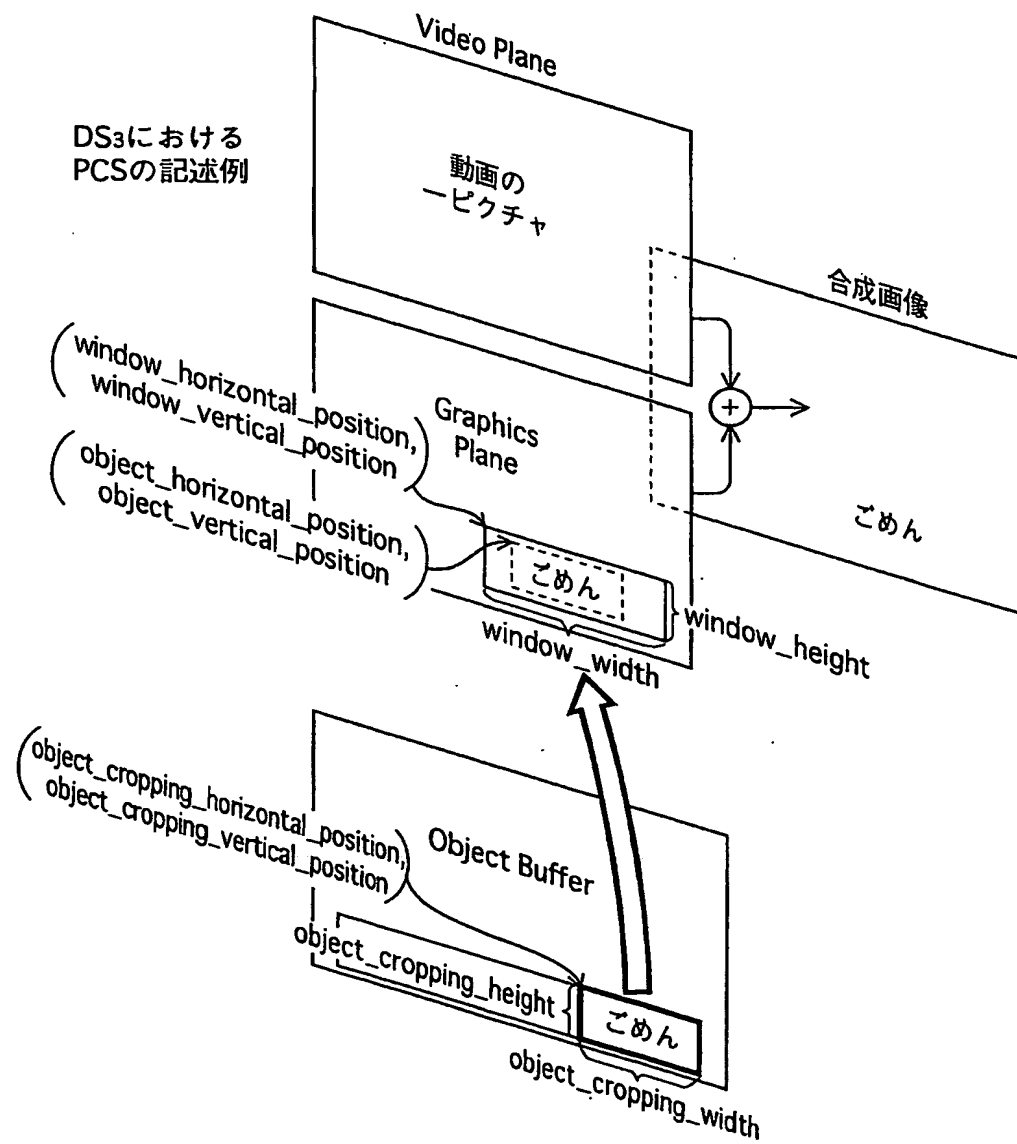 Video Plane
DS3における
PCSの記述例
動画の
一ピクチャ
合成画像
(window_horizontal_position,
window_vertical_position)
Graphics
Plane
(object_horizontal_position,
object_vertical_position)
+
ごめん
ごめん
window_height
window_width
(object_cropping_horizontal_position,
object_cropping_vertical_position)
Object Buffer
object_cropping_height
ごめん
object_cropping_width